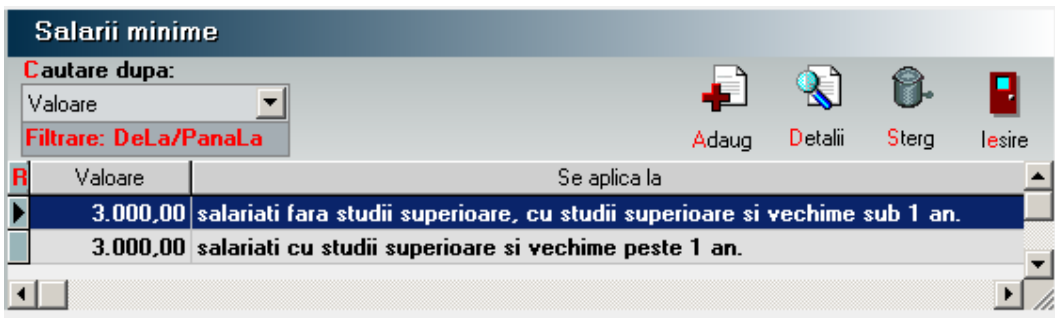 Salarii minime
Cautare dupa:
Valoare
Filtrare: DeLa/PanaLa
Adaug Detalii Sterg Iesire
R Valoare Se aplica la
3.000,00 salariati fara studii superioare, cu studii superioare si vechime sub 1 an.
3.000,00 salariati cu studii superioare si vechime peste 1 an.